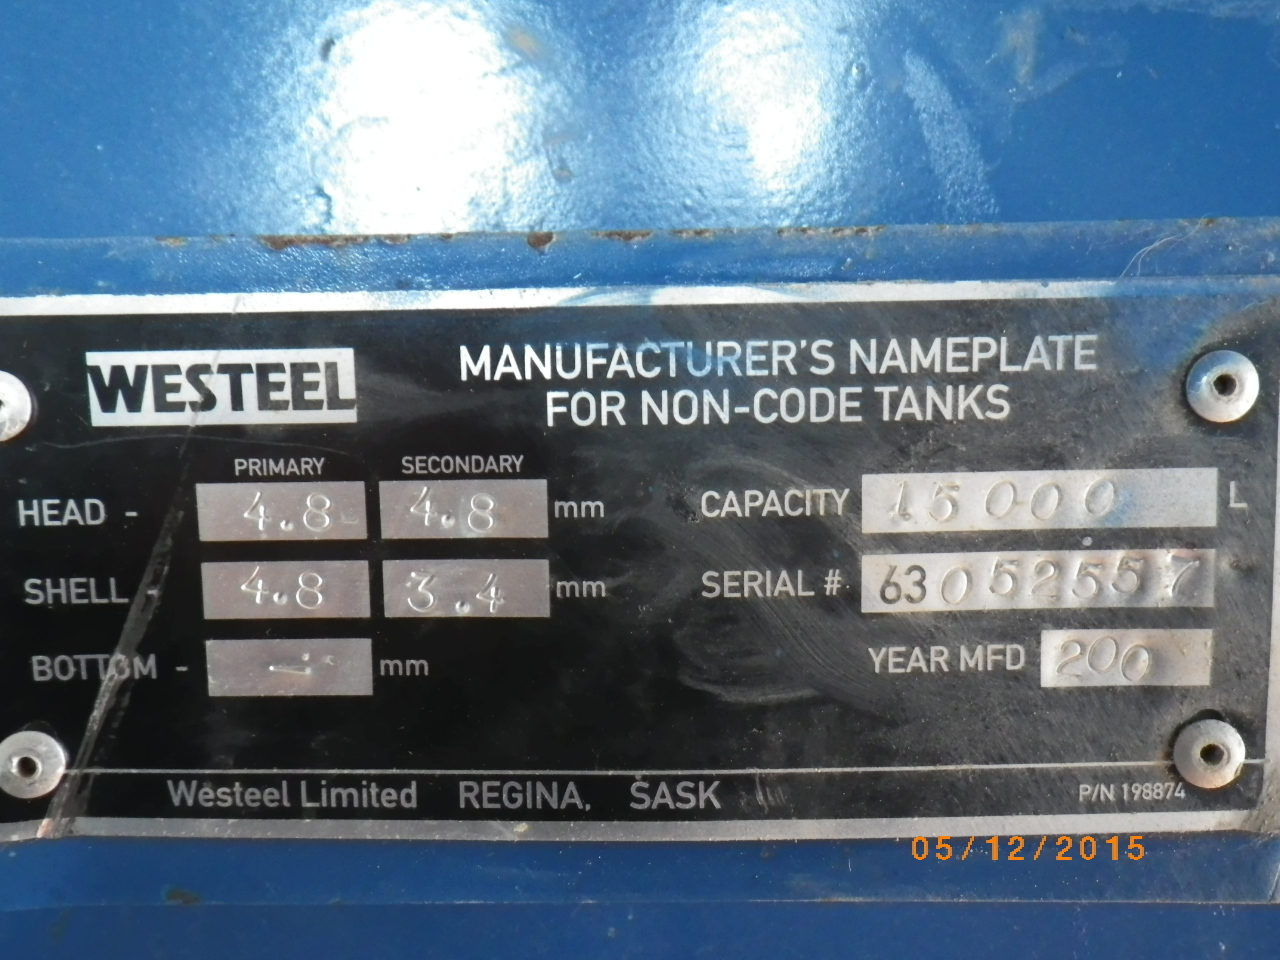 WESTEEL
MANUFACTURER'S NAMEPLATE
FOR NON-CODE TANKS
PRIMARY SECONDARY
HEAD - 4.8 4.8 mm
CAPACITY 15000 L
SHELL - 4.8 3.4 mm
SERIAL # 63052557
BOTTOM - - mm
YEAR MFD 200
Westeel Limited REGINA, SASK
P/N 198874
05/12/2015